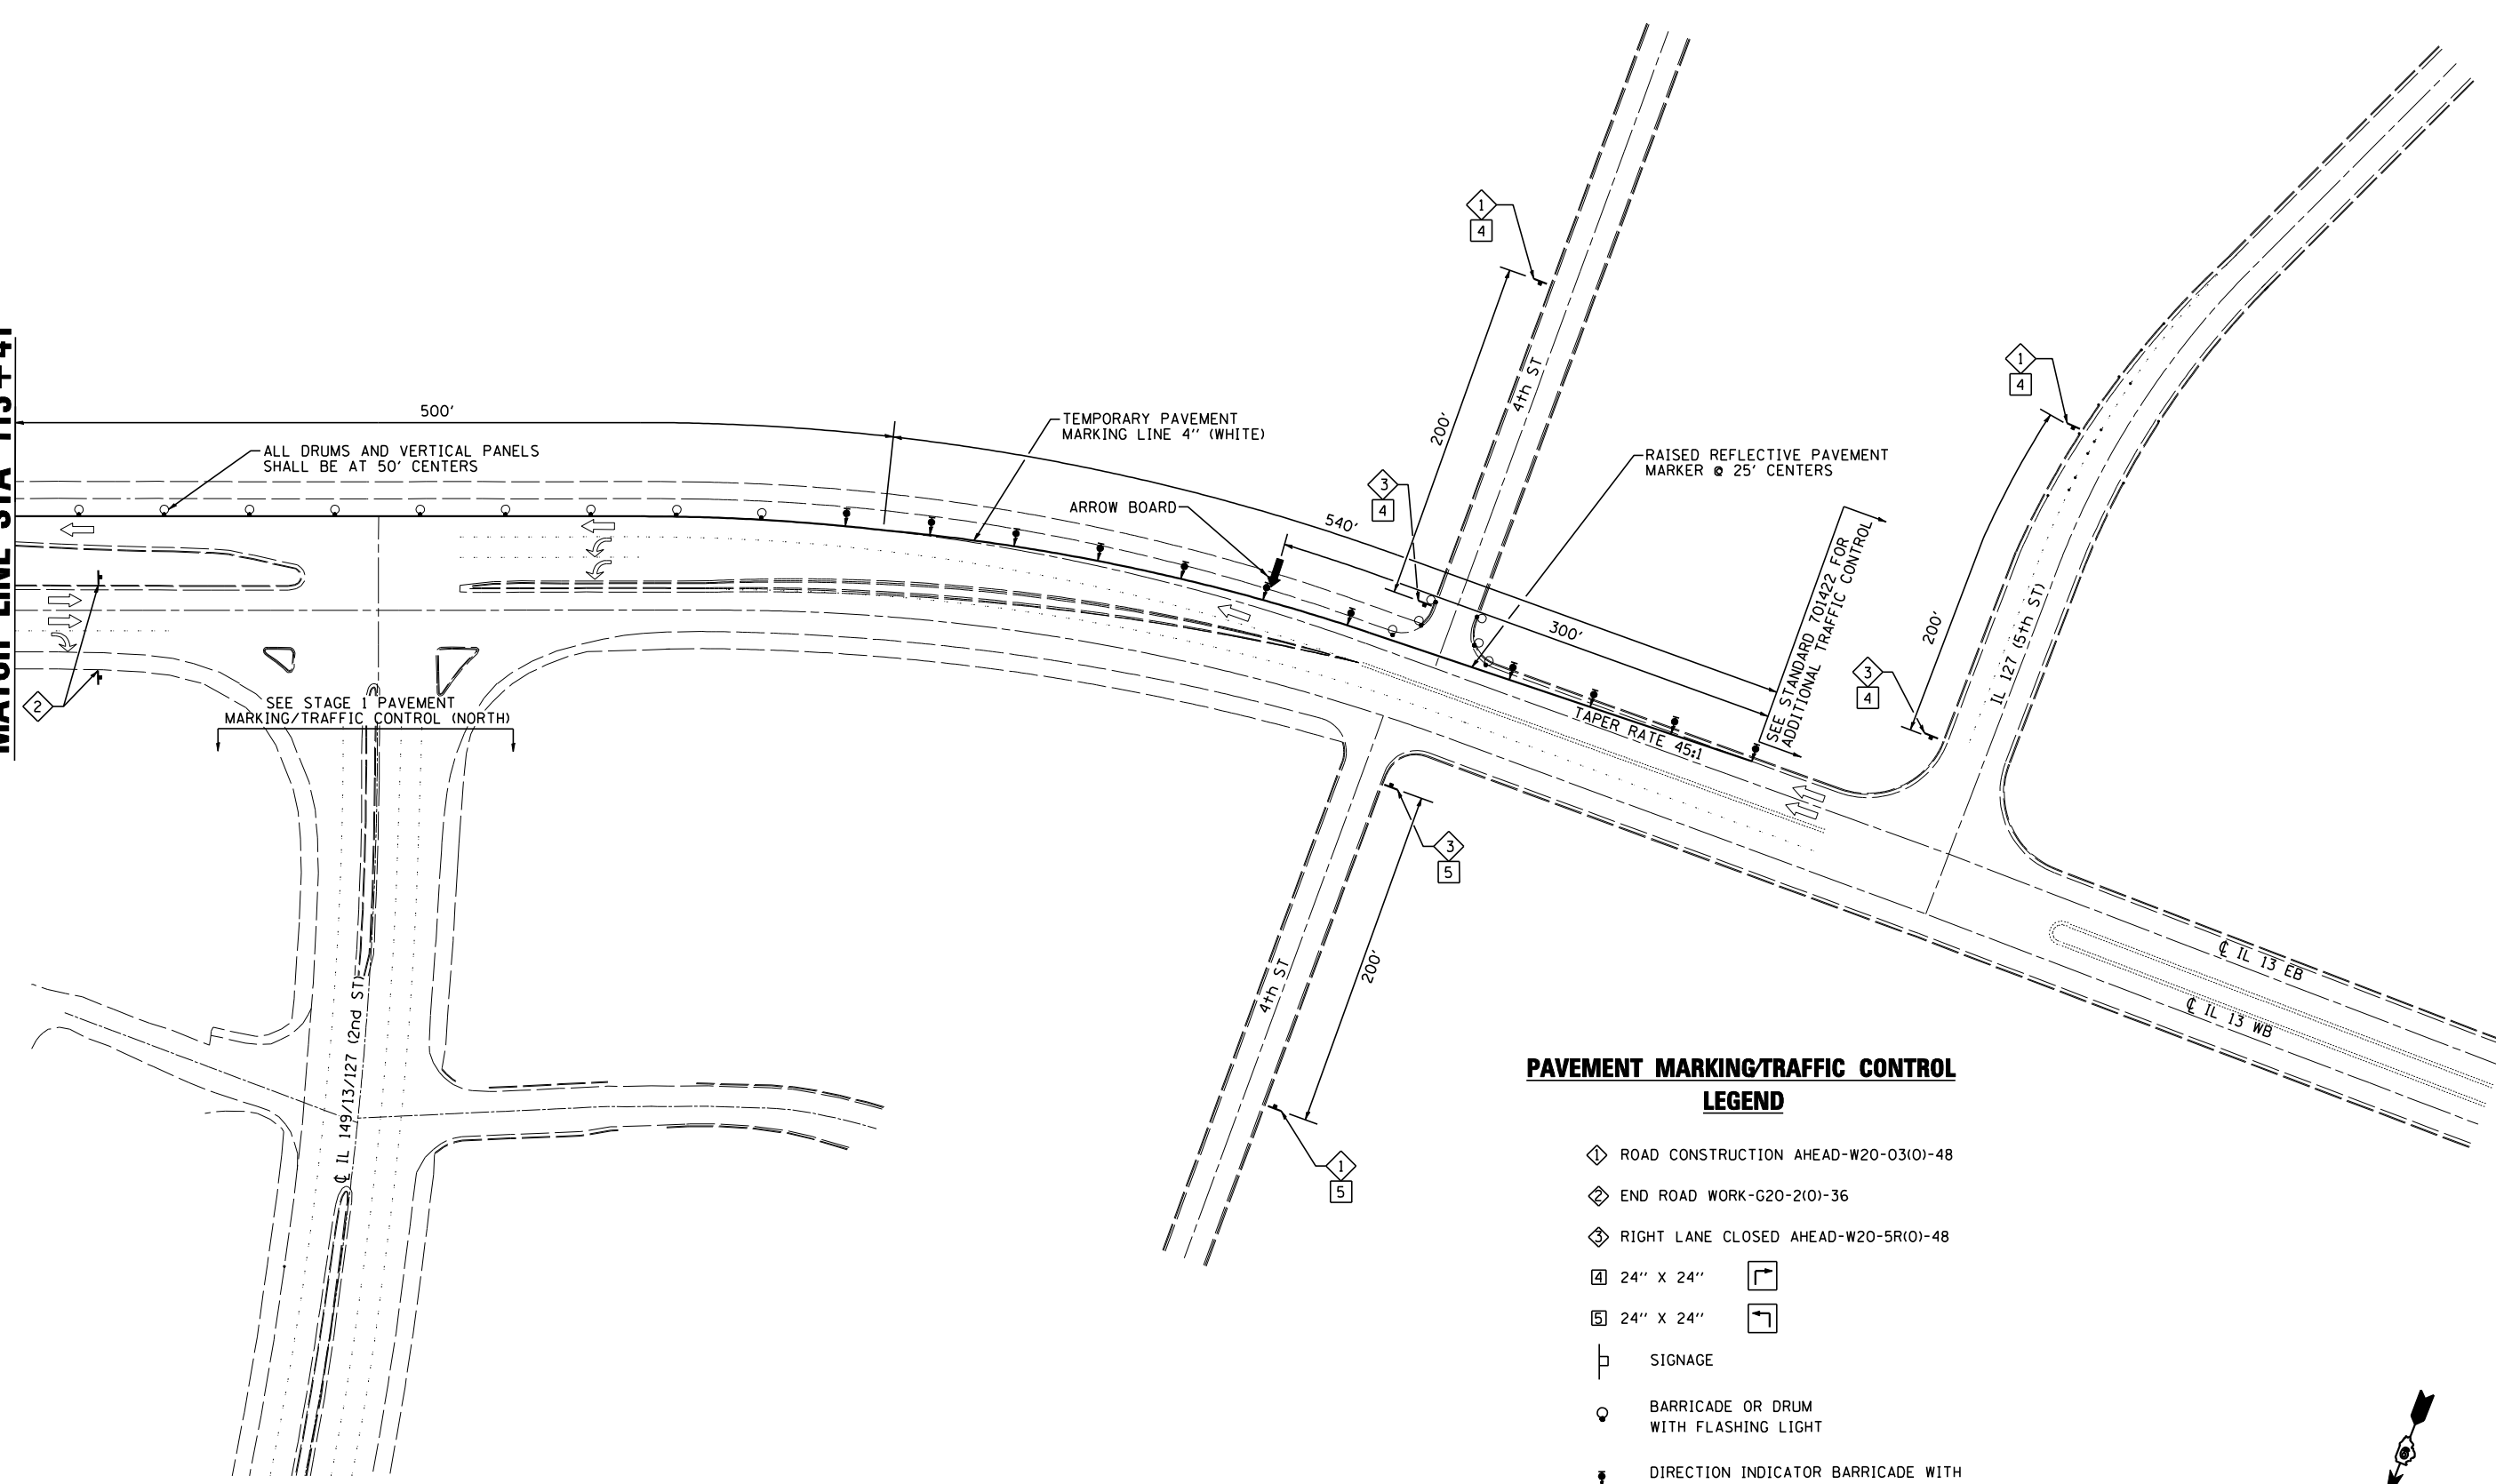 MATCH LINE STA
500'
ALL DRUMS AND VERTICAL PANELS
SHALL BE AT 50' CENTERS
TEMPORARY PAVEMENT
MARKING LINE 4'' (WHITE)
ARROW BOARD
540'
1
4
200'
4th ST
3
4
RAISED REFLECTIVE PAVEMENT
MARKER @ 25' CENTERS
300'
TAPER RATE 45:1
SEE STANDARD 701422 FOR
ADDITIONAL TRAFFIC CONTROL
1
4
200'
3
4
IL 127 (5th ST)
2
SEE STAGE 1 PAVEMENT
MARKING/TRAFFIC CONTROL (NORTH)
℄ IL 149/13/127 (2nd ST)
3
5
200'
4th ST
1
5
℄ IL 13 EB
℄ IL 13 WB
PAVEMENT MARKING/TRAFFIC CONTROL
LEGEND
1 ROAD CONSTRUCTION AHEAD-W20-03(O)-48
2 END ROAD WORK-G20-2(O)-36
3 RIGHT LANE CLOSED AHEAD-W20-5R(O)-48
4 24'' X 24''
5 24'' X 24''
SIGNAGE
BARRICADE OR DRUM
WITH FLASHING LIGHT
DIRECTION INDICATOR BARRICADE WITH